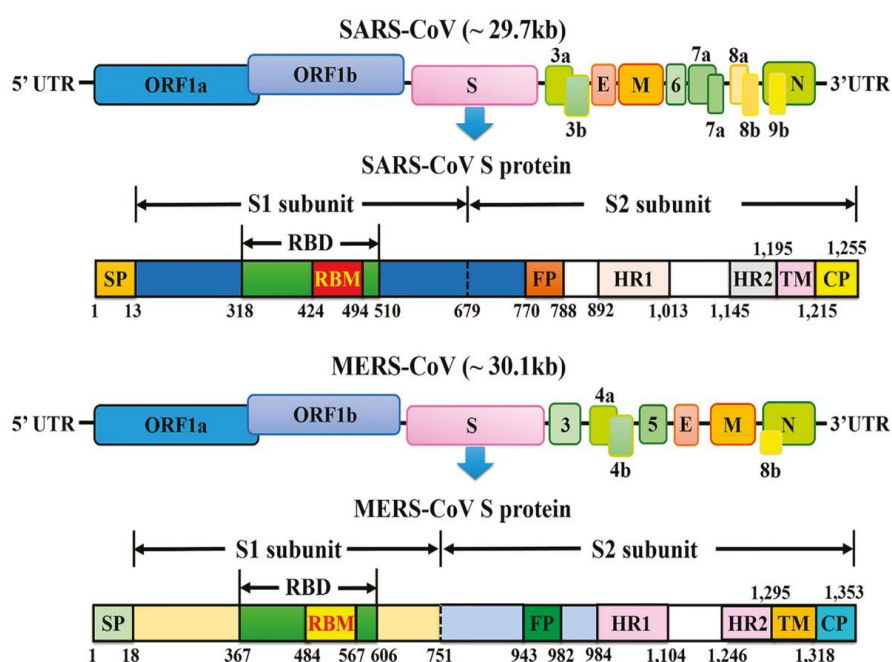 SARS-CoV (~ 29.7kb)
3a 7a 8a
5' UTR ORF1a ORF1b S E M 6 N 3'UTR
3b 7a 8b 9b
SARS-CoV S protein
S1 subunit S2 subunit
RBD 1,195 1,255
SP RBM FP HR1 HR2 TM CP
1 13 318 424 494 510 679 770 788 892 1,013 1,145 1,215
MERS-CoV (~ 30.1kb)
4a
5' UTR ORF1a ORF1b S 3 5 E M N 3'UTR
4b 8b
MERS-CoV S protein
S1 subunit S2 subunit
RBD 1,295 1,353
SP RBM FP HR1 HR2 TM CP
1 18 367 484 567 606 751 943 982 984 1,104 1,246 1,318